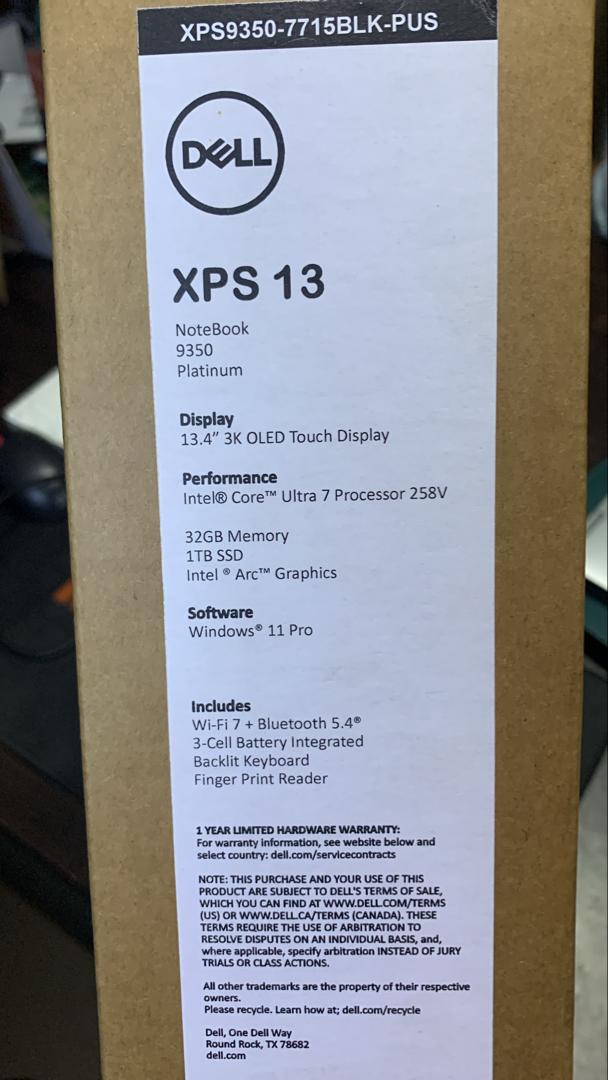 XPS9350-7715BLK-PUS
DELL
XPS 13
NoteBook
9350
Platinum
Display
13.4” 3K OLED Touch Display
Performance
Intel® Core™ Ultra 7 Processor 258V
32GB Memory
1TB SSD
Intel ® Arc™ Graphics
Software
Windows® 11 Pro
Includes
Wi-Fi 7 + Bluetooth 5.4®
3-Cell Battery Integrated
Backlit Keyboard
Finger Print Reader
1 YEAR LIMITED HARDWARE WARRANTY:
For warranty information, see website below and
select country: dell.com/servicecontracts
NOTE: THIS PURCHASE AND YOUR USE OF THIS
PRODUCT ARE SUBJECT TO DELL'S TERMS OF SALE,
WHICH YOU CAN FIND AT WWW.DELL.COM/TERMS
(US) OR WWW.DELL.CA/TERMS (CANADA). THESE
TERMS REQUIRE THE USE OF ARBITRATION TO
RESOLVE DISPUTES ON AN INDIVIDUAL BASIS, and,
where applicable, specify arbitration INSTEAD OF JURY
TRIALS OR CLASS ACTIONS.
All other trademarks are the property of their respective
owners.
Please recycle. Learn how at; dell.com/recycle
Dell, One Dell Way
Round Rock, TX 78682
dell.com